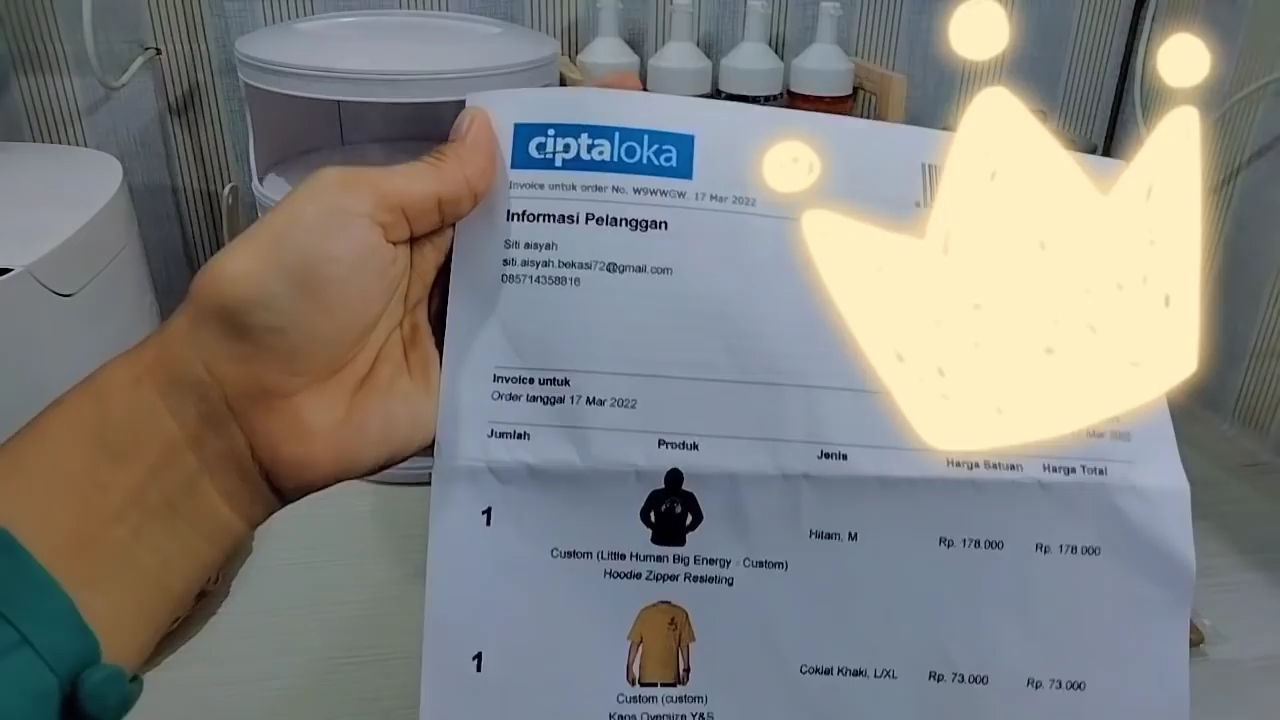 ciptaloka
Invoice untuk order No. W9WWGW, 17 Mar 2022
Informasi Pelanggan
Siti aisyah
siti.aisyah.bekasi72@gmail.com
085714358816
Invoice untuk
Order tanggal 17 Mar 2022
Jumlah Produk Jenis Harga Satuan Harga Total
1 Hitam, M Rp. 178.000 Rp. 178.000
Custom (Little Human Big Energy - Custom)
Hoodie Zipper Resleting
1 Coklat Khaki, L/XL Rp. 73.000 Rp. 73.000
Custom (custom)
Kaos Oversize Y&S